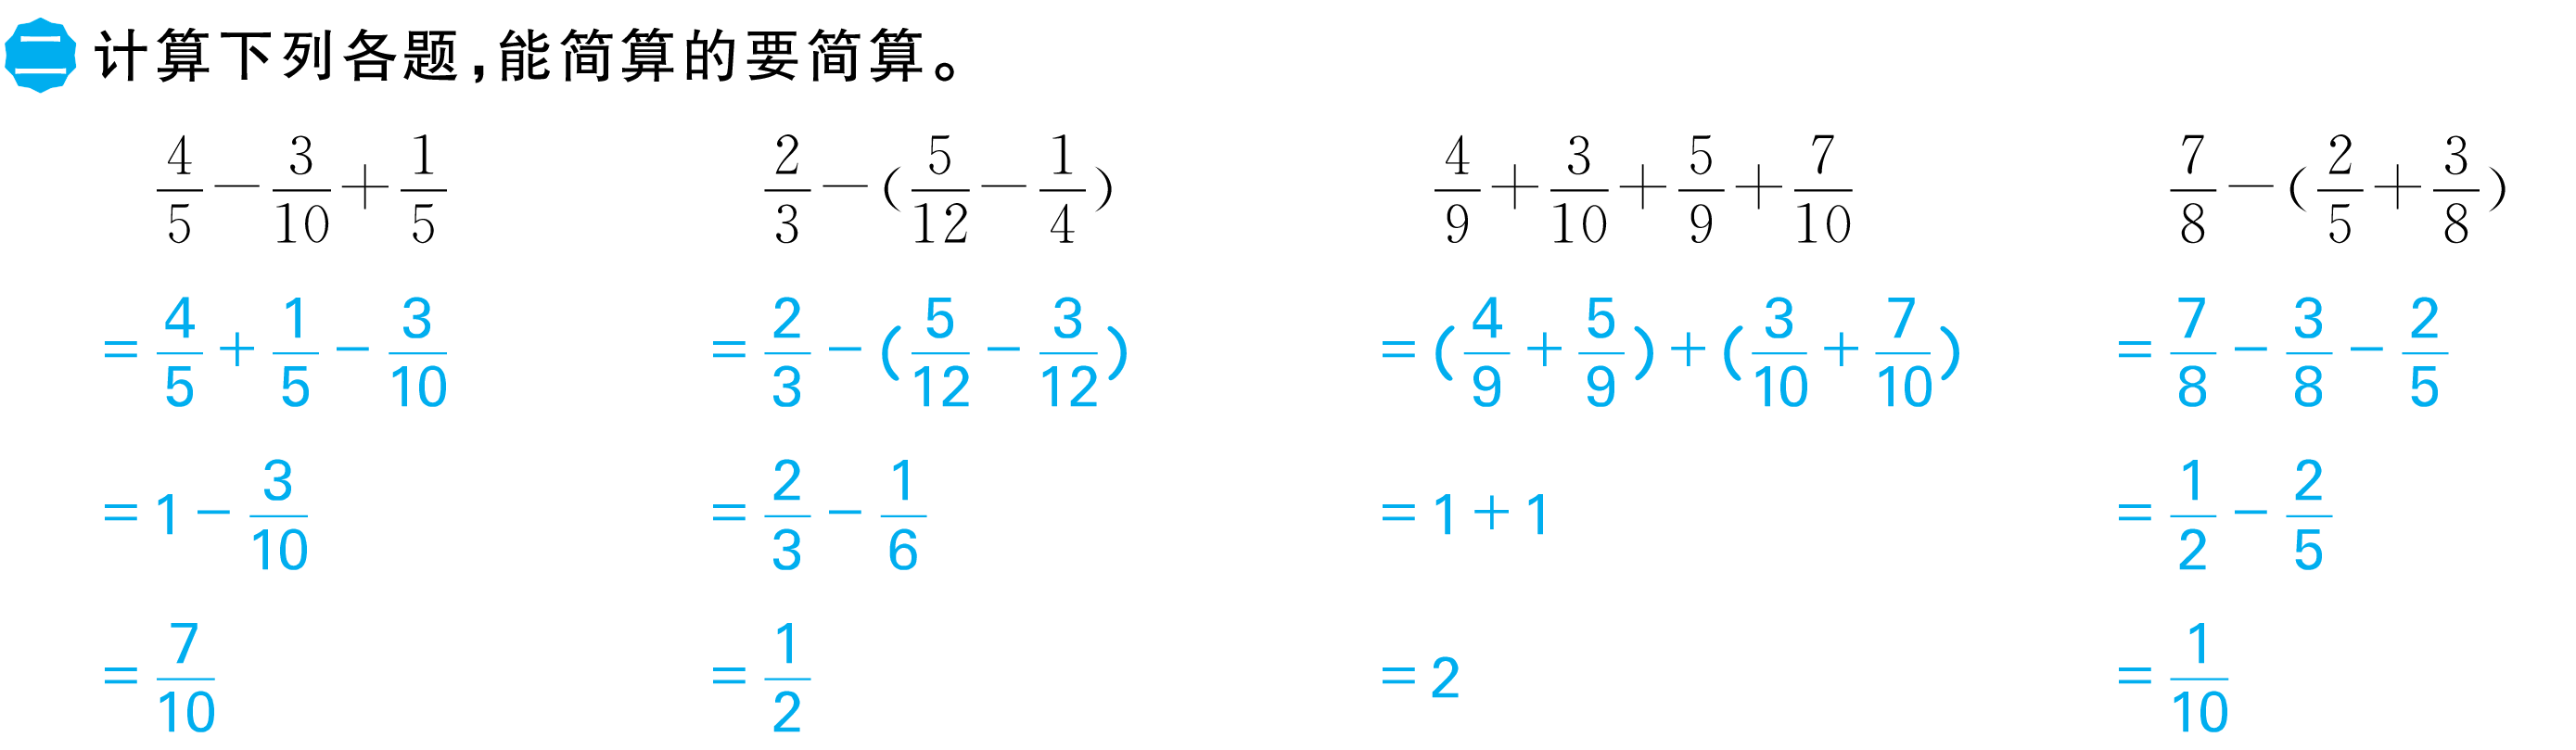 二 计算下列各题,能简算的要简算。
4/5 - 3/10 + 1/5
= 4/5 + 1/5 - 3/10
= 1 - 3/10
= 7/10
2/3 - (5/12 - 1/4)
= 2/3 - (5/12 - 3/12)
= 2/3 - 1/6
= 1/2
4/9 + 3/10 + 5/9 + 7/10
= (4/9 + 5/9) + (3/10 + 7/10)
= 1 + 1
= 2
7/8 - (2/5 + 3/8)
= 7/8 - 3/8 - 2/5
= 1/2 - 2/5
= 1/10